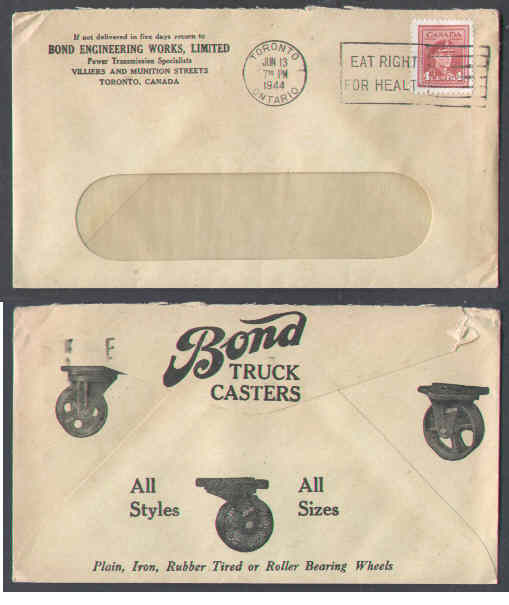 If not delivered in five days return to
BOND ENGINEERING WORKS, LIMITED
Power Transmission Specialists
VILLIERS AND MUNITION STREETS
TORONTO, CANADA
TORONTO
JUN 13
PM
1944
ONTARIO
EAT RIGHT
FOR HEALT
CANADA
4 4
Bond
TRUCK
CASTERS
All All
Styles Sizes
Plain, Iron, Rubber Tired or Roller Bearing Wheels